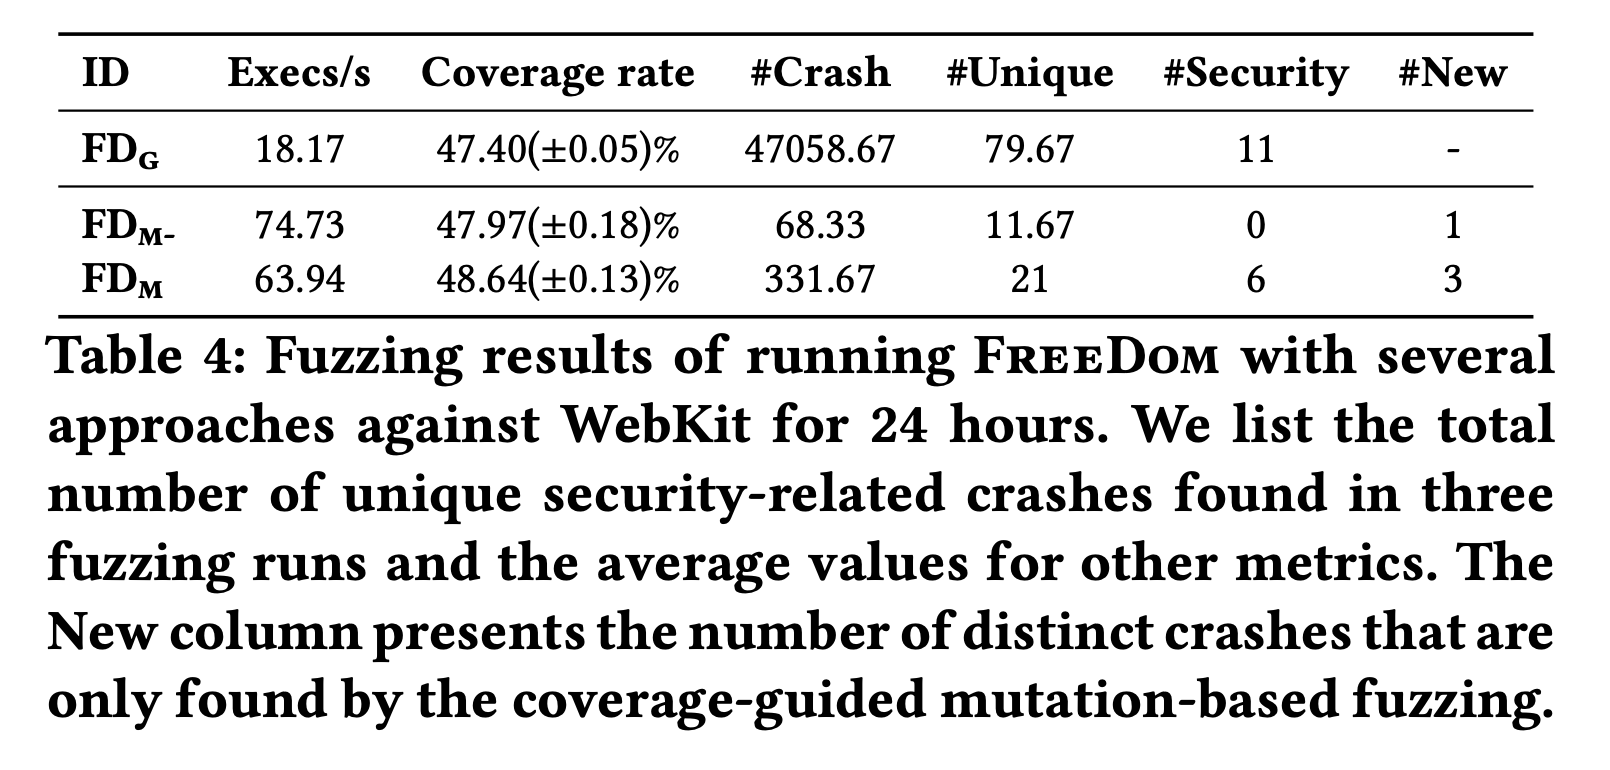 ID Execs/s Coverage rate #Crash #Unique #Security #New
FDG 18.17 47.40(±0.05)% 47058.67 79.67 11 -
FDM- 74.73 47.97(±0.18)% 68.33 11.67 0 1
FDM 63.94 48.64(±0.13)% 331.67 21 6 3
Table 4: Fuzzing results of running FREEDOM with several
approaches against WebKit for 24 hours. We list the total
number of unique security-related crashes found in three
fuzzing runs and the average values for other metrics. The
New column presents the number of distinct crashes that are
only found by the coverage-guided mutation-based fuzzing.